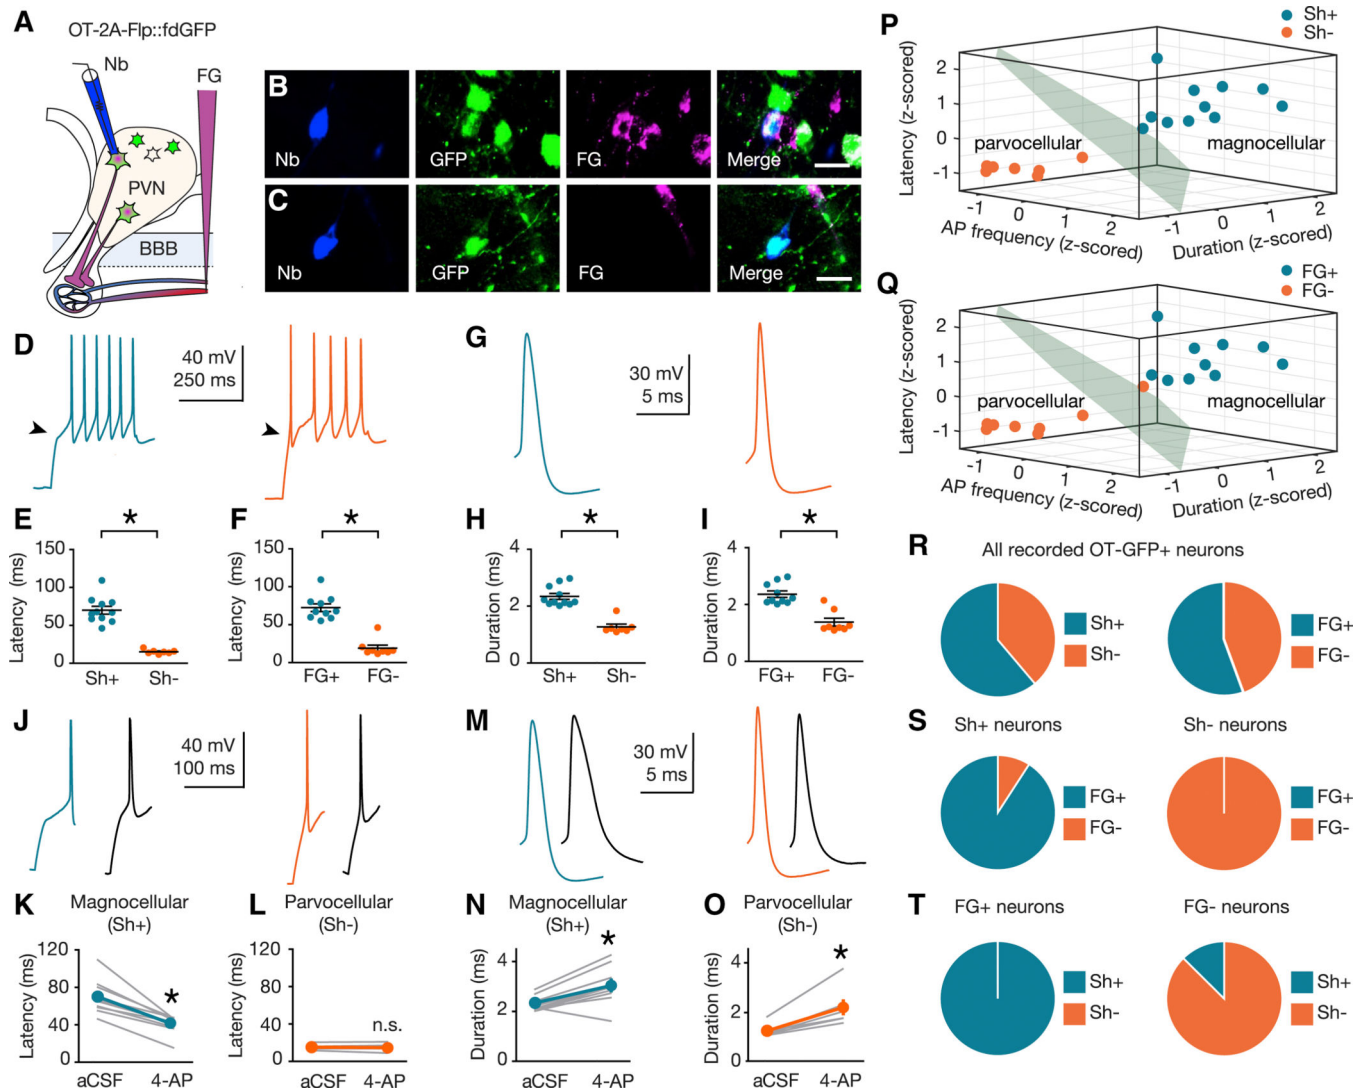 A
OT-2A-Flp::fdGFP
Nb
FG
PVN
BBB
B
Nb
GFP
FG
Merge
C
Nb
GFP
FG
Merge
D
40 mV
250 ms
G
30 mV
5 ms
E
*
Latency (ms)
150
100
50
0
Sh+
Sh-
F
*
Latency (ms)
150
100
50
0
FG+
FG-
H
*
Duration (ms)
4
2
0
Sh+
Sh-
I
*
Duration (ms)
4
2
0
FG+
FG-
J
40 mV
100 ms
M
30 mV
5 ms
K
Magnocellular
(Sh+)
Latency (ms)
120
80
40
0
*
aCSF
4-AP
L
Parvocellular
(Sh-)
Latency (ms)
120
80
40
0
n.s.
aCSF
4-AP
N
Magnocellular
(Sh+)
Duration (ms)
4
2
0
*
aCSF
4-AP
O
Parvocellular
(Sh-)
Duration (ms)
4
2
0
*
aCSF
4-AP
P
Sh+
Sh-
Latency (z-scored)
2
1
0
-1
parvocellular
magnocellular
-1
0
1
2
AP frequency (z-scored)
-1
0
1
2
Duration (z-scored)
Q
FG+
FG-
Latency (z-scored)
2
1
0
-1
parvocellular
magnocellular
-1
0
1
2
AP frequency (z-scored)
-1
0
1
2
Duration (z-scored)
R
All recorded OT-GFP+ neurons
Sh+
Sh-
FG+
FG-
S
Sh+ neurons
FG+
FG-
Sh- neurons
FG+
FG-
T
FG+ neurons
Sh+
Sh-
FG- neurons
Sh+
Sh-